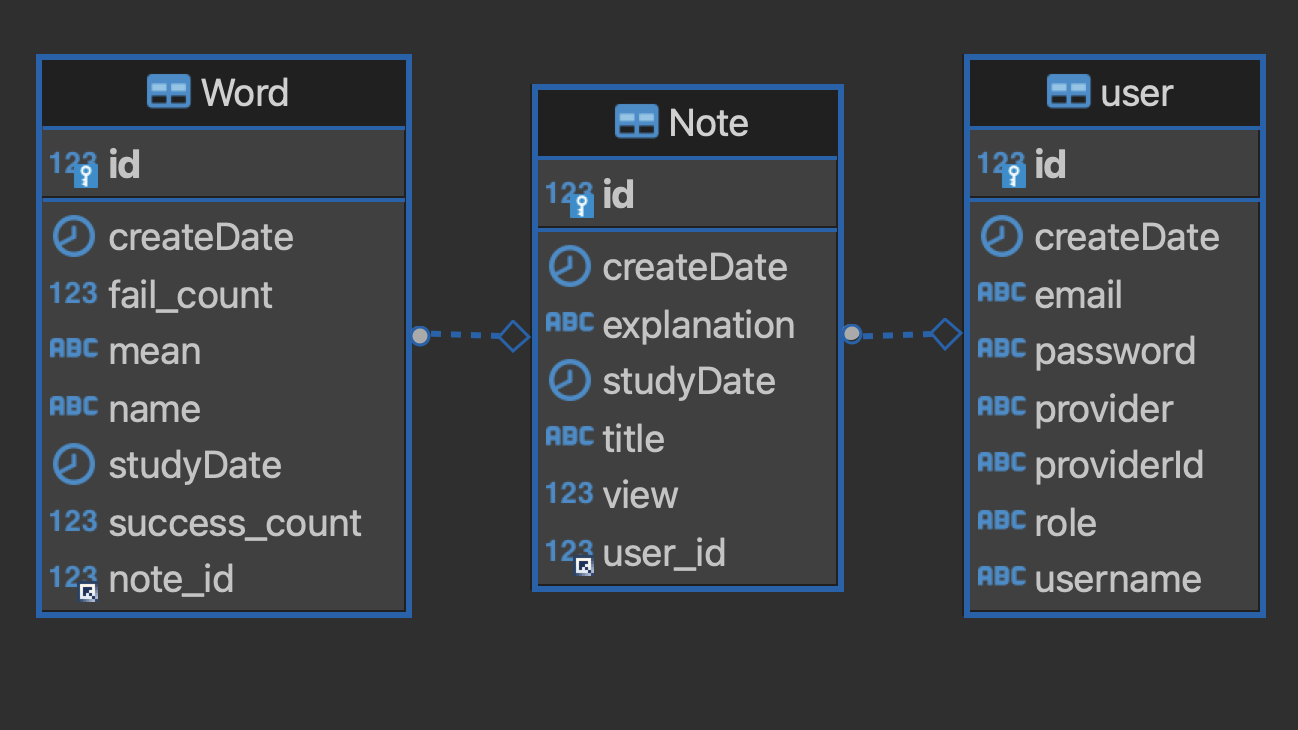 Word
123 id
createDate
123 fail_count
ABC mean
ABC name
studyDate
123 success_count
123 note_id
Note
123 id
createDate
ABC explanation
studyDate
ABC title
123 view
123 user_id
user
123 id
createDate
ABC email
ABC password
ABC provider
ABC providerId
ABC role
ABC username